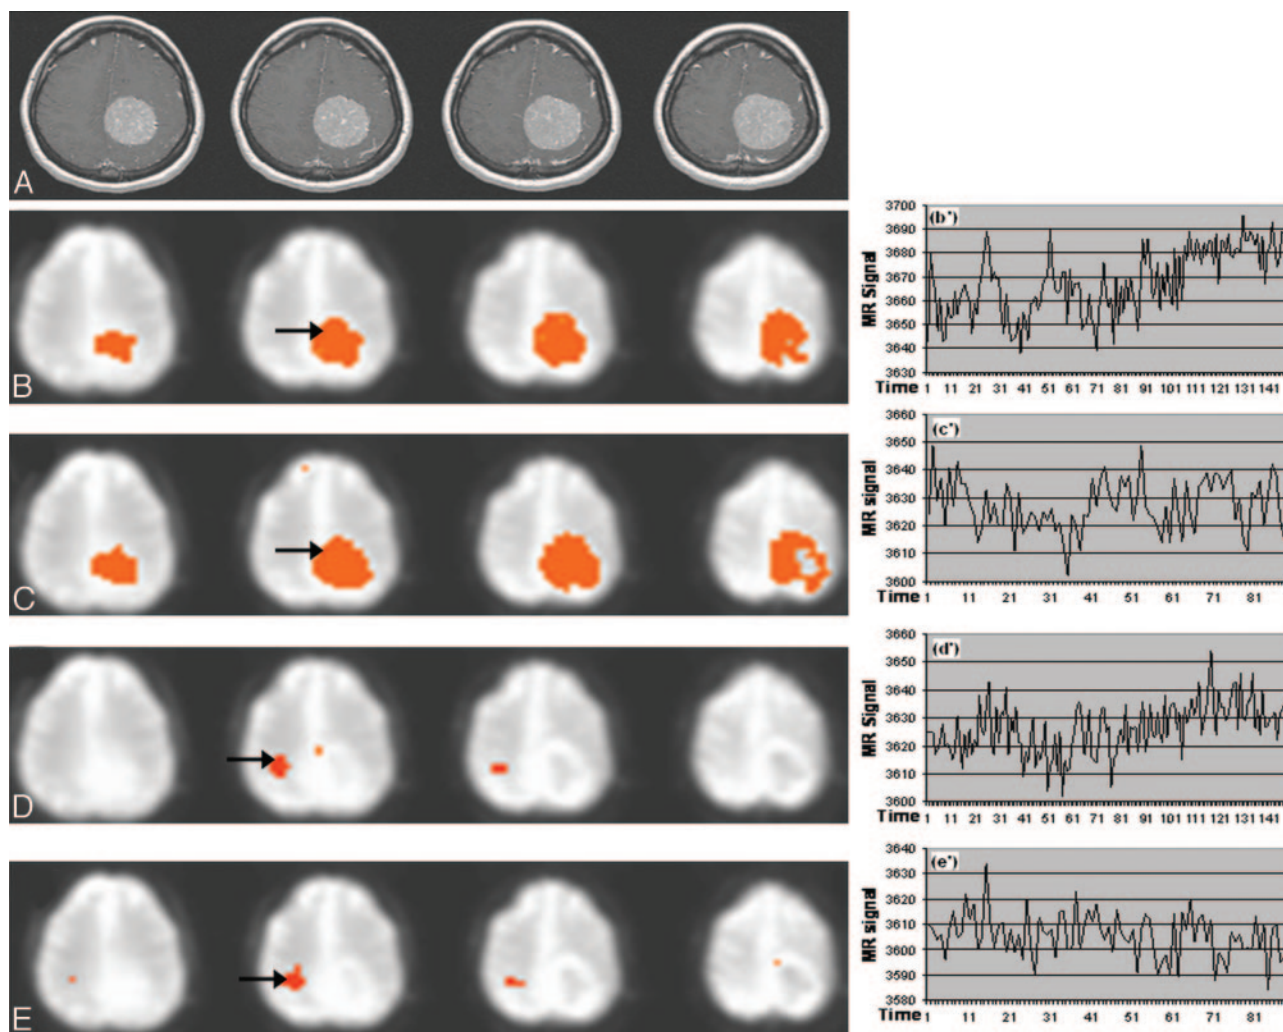 A
B
C
D
E
(b*)
MR Signal
3700
3690
3680
3670
3660
3650
3640
3630
Time
1 11 21 31 41 51 61 71 81 91 101 111 121 131 141
(c*)
MR signal
3660
3650
3640
3630
3620
3610
3600
Time
1 11 21 31 41 51 61 71 81
(d*)
MR Signal
3660
3650
3640
3630
3620
3610
3600
Time
1 11 21 31 41 51 61 71 81 91 101 111 121 131 141
(e*)
MR signal
3640
3630
3620
3610
3600
3590
3580
Time
1 11 21 31 41 51 61 71 81